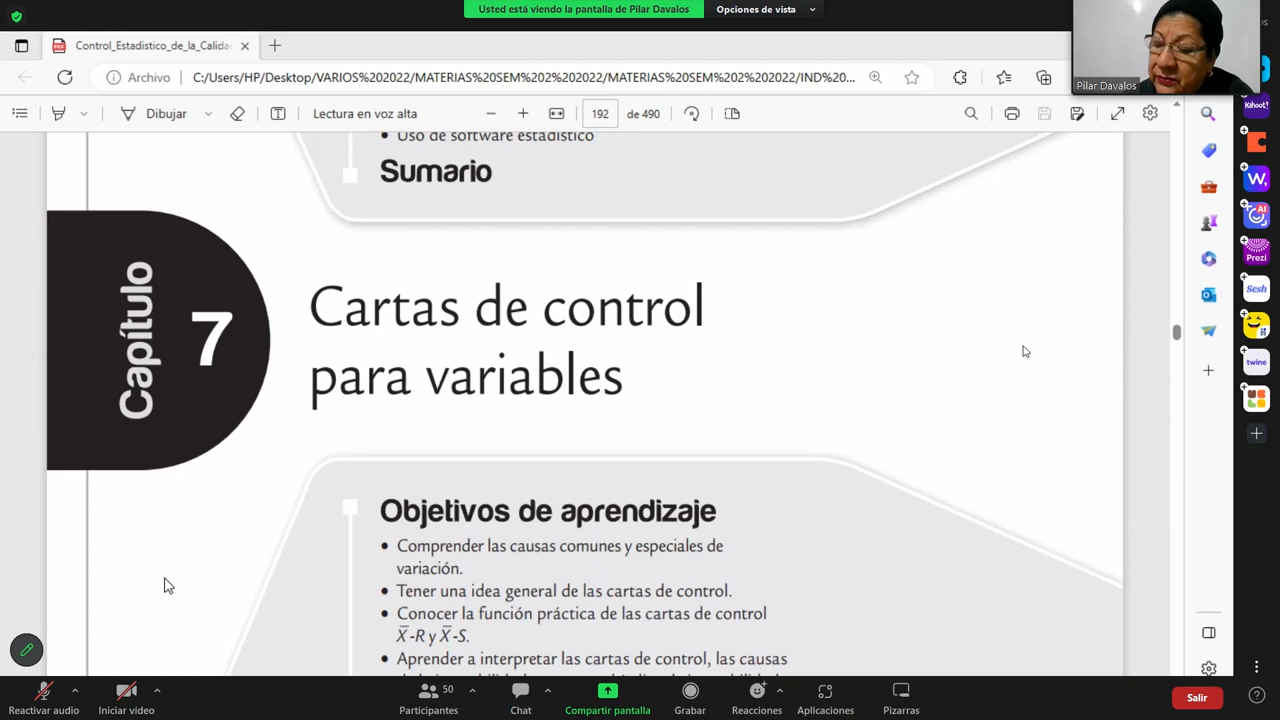 Usted está viendo la pantalla de Pilar Davalos
Opciones de vista
Control_Estadistico_de_la_Calida
Archivo
C:/Users/HP/Desktop/VARIOS%202022/MATERIAS%20SEM%202%202022/MATERIAS%20SEM%202%202022/IND%20...
Pilar Davalos
Dibujar
Lectura en voz alta
192
de 490
Uso de software estadístico
Sumario
Capítulo
7
Cartas de control
para variables
Objetivos de aprendizaje
• Comprender las causas comunes y especiales de
variación.
• Tener una idea general de las cartas de control.
• Conocer la función práctica de las cartas de control
X̅-R y X̅-S.
• Aprender a interpretar las cartas de control, las causas
Kahoot!
W,
AI
Prezi
Sesh
twine
Reactivar audio
Iniciar video
50
Participantes
Chat
Compartir pantalla
Grabar
Reacciones
Aplicaciones
Pizarras
Salir